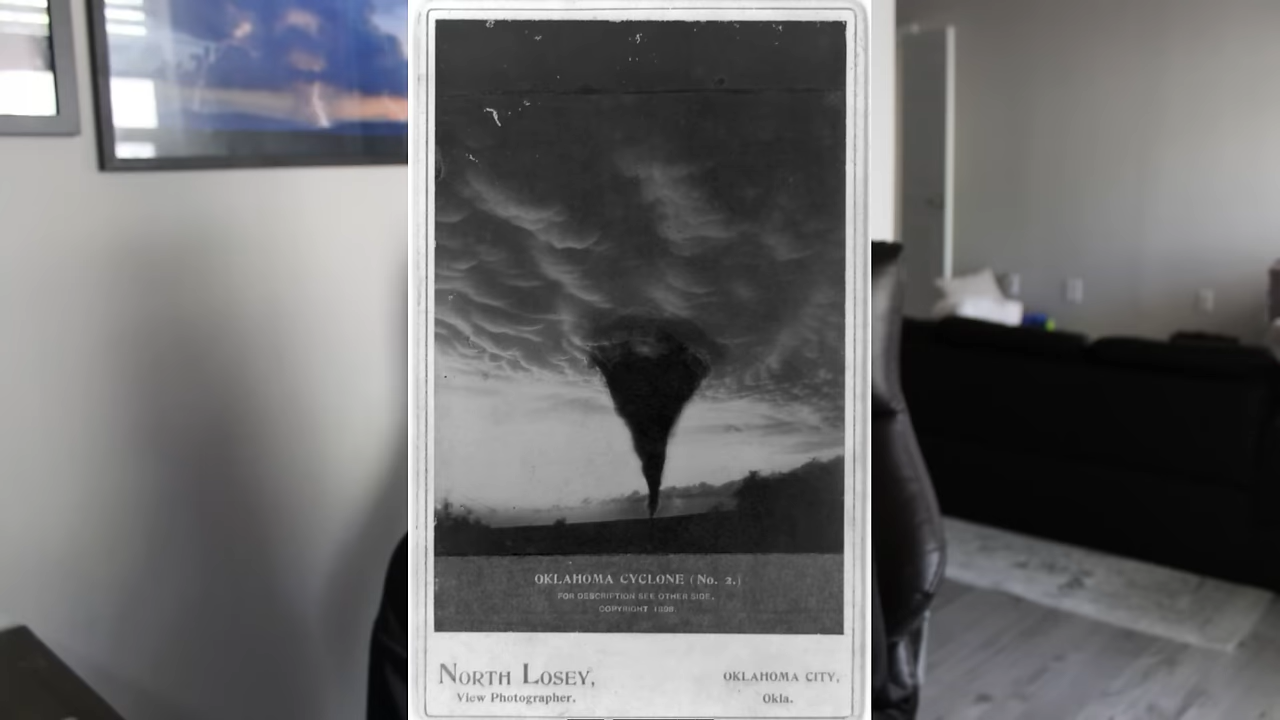 OKLAHOMA CYCLONE (No. 2.)
FOR DESCRIPTION SEE OTHER SIDE.
COPYRIGHT 1898.
NORTH LOSEY,
View Photographer.
OKLAHOMA CITY,
Okla.